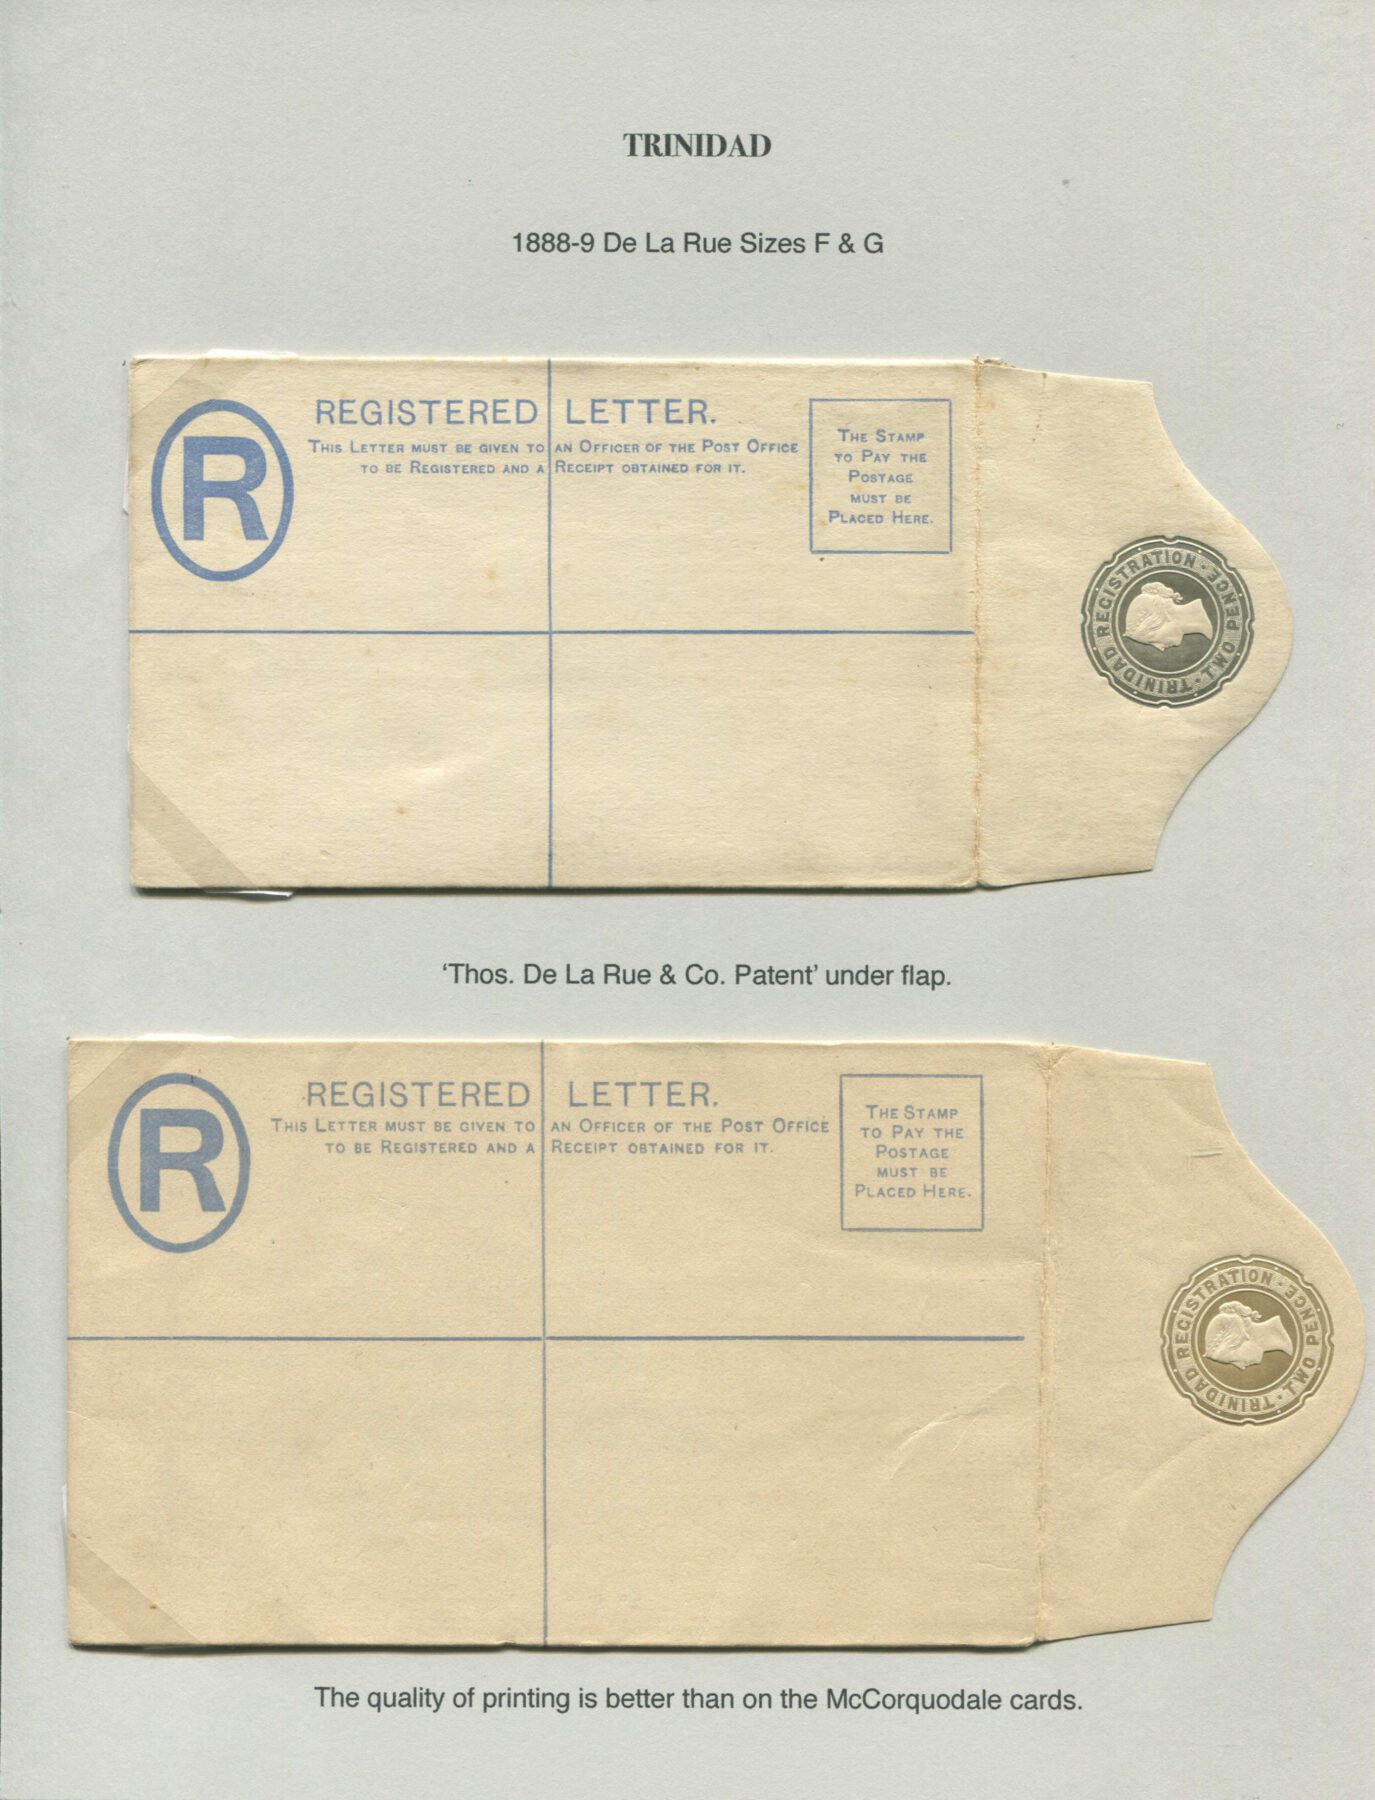 TRINIDAD
1888-9 De La Rue Sizes F & G
R
REGISTERED LETTER.
THIS LETTER MUST BE GIVEN TO AN OFFICER OF THE POST OFFICE
TO BE REGISTERED AND A RECEIPT OBTAINED FOR IT.
THE STAMP
TO PAY THE
POSTAGE
MUST BE
PLACED HERE.
TRINIDAD REGISTRATION · TWO PENCE · TRINIDAD
‘Thos. De La Rue & Co. Patent’ under flap.
R
REGISTERED LETTER.
THIS LETTER MUST BE GIVEN TO AN OFFICER OF THE POST OFFICE
TO BE REGISTERED AND A RECEIPT OBTAINED FOR IT.
THE STAMP
TO PAY THE
POSTAGE
MUST BE
PLACED HERE.
TRINIDAD REGISTRATION · TWO PENCE ·
The quality of printing is better than on the McCorquodale cards.